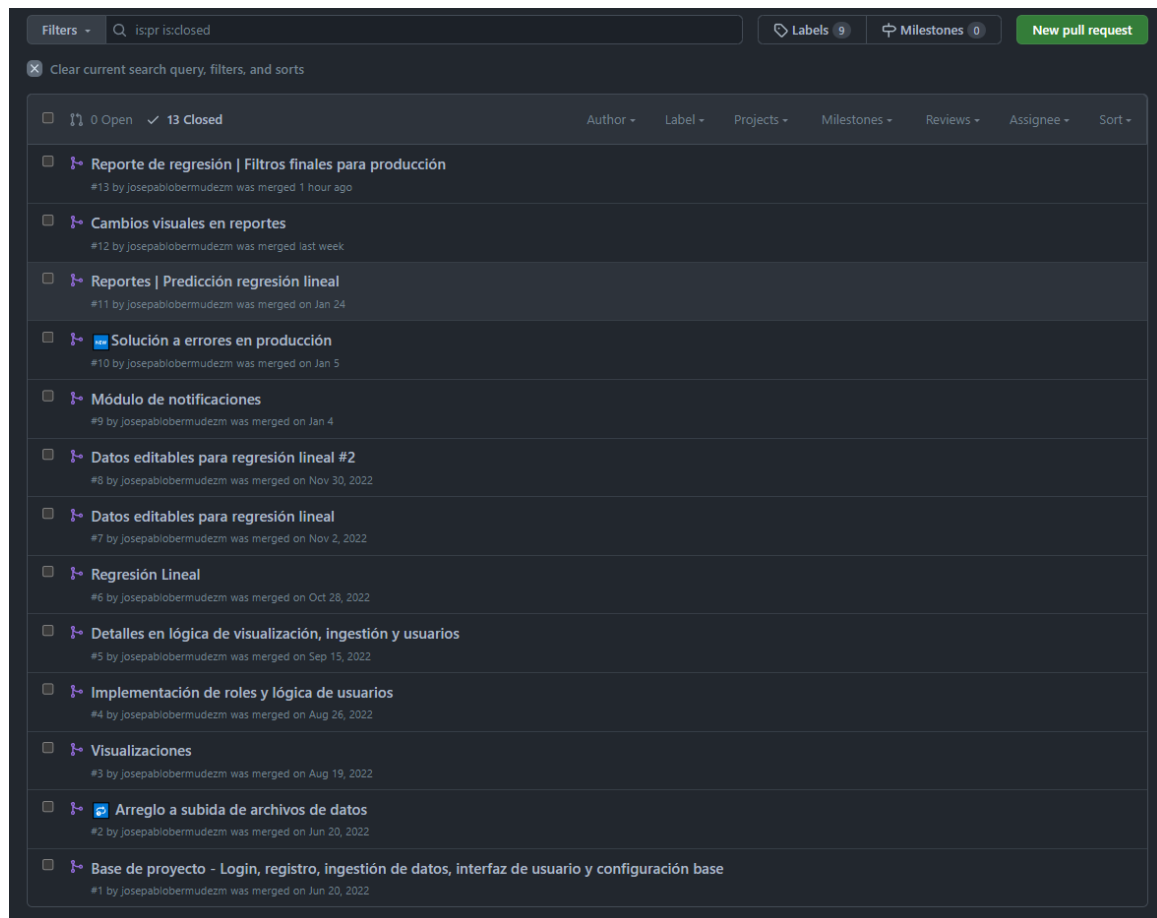 Filters is:pr is:closed Labels 9 Milestones 0 New pull request
Clear current search query, filters, and sorts
0 Open 13 Closed Author Label Projects Milestones Reviews Assignee Sort
Reporte de regresión | Filtros finales para producción
#13 by josepablobermudezm was merged 1 hour ago
Cambios visuales en reportes
#12 by josepablobermudezm was merged last week
Reportes | Predicción regresión lineal
#11 by josepablobermudezm was merged on Jan 24
NEW Solución a errores en producción
#10 by josepablobermudezm was merged on Jan 5
Módulo de notificaciones
#9 by josepablobermudezm was merged on Jan 4
Datos editables para regresión lineal #2
#8 by josepablobermudezm was merged on Nov 30, 2022
Datos editables para regresión lineal
#7 by josepablobermudezm was merged on Nov 2, 2022
Regresión Lineal
#6 by josepablobermudezm was merged on Oct 28, 2022
Detalles en lógica de visualización, ingestión y usuarios
#5 by josepablobermudezm was merged on Sep 15, 2022
Implementación de roles y lógica de usuarios
#4 by josepablobermudezm was merged on Aug 26, 2022
Visualizaciones
#3 by josepablobermudezm was merged on Aug 19, 2022
Arreglo a subida de archivos de datos
#2 by josepablobermudezm was merged on Jun 20, 2022
Base de proyecto - Login, registro, ingestión de datos, interfaz de usuario y configuración base
#1 by josepablobermudezm was merged on Jun 20, 2022